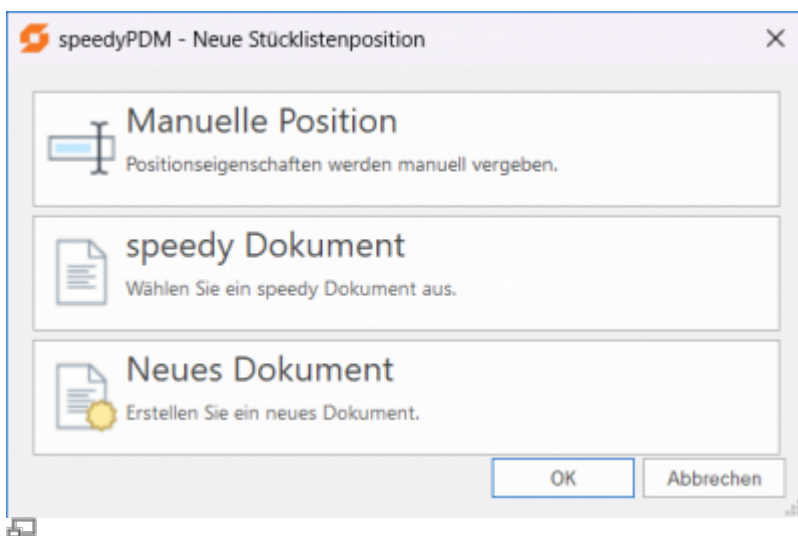 speedyPDM - Neue Stücklistenposition
Manuelle Position
Positionseigenschaften werden manuell vergeben.
speedy Dokument
Wählen Sie ein speedy Dokument aus.
Neues Dokument
Erstellen Sie ein neues Dokument.
OK Abbrechen